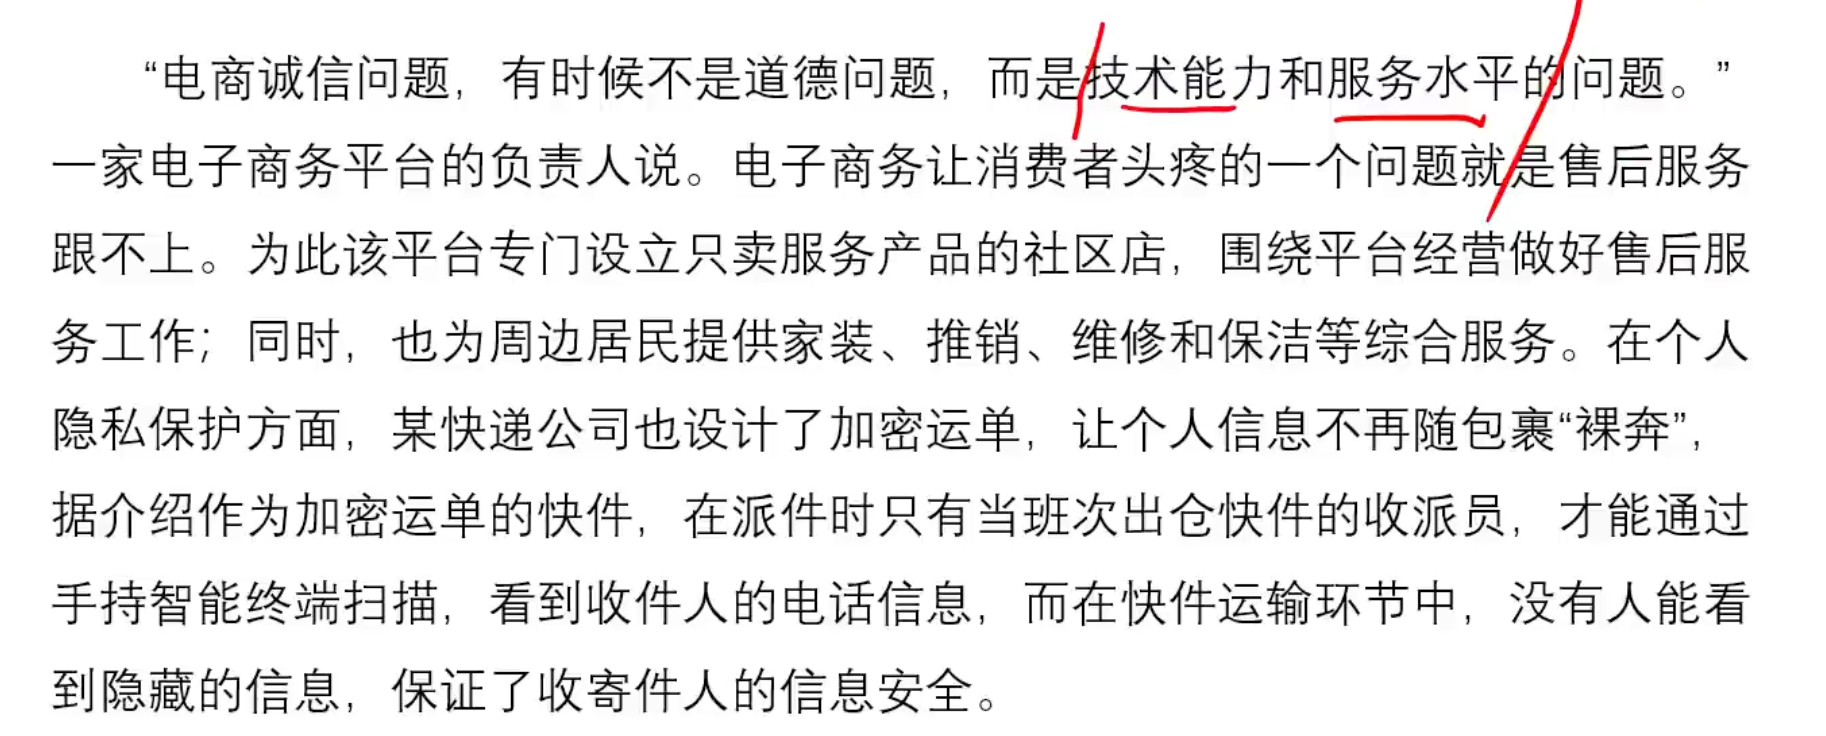 “电商诚信问题，有时候不是道德问题，而是技术能力和服务水平的问题。”
一家电子商务平台的负责人说。电子商务让消费者头疼的一个问题就是售后服务
跟不上。为此该平台专门设立只卖服务产品的社区店，围绕平台经营做好售后服
务工作；同时，也为周边居民提供家装、推销、维修和保洁等综合服务。在个人
隐私保护方面，某快递公司也设计了加密运单，让个人信息不再随包裹“裸奔”，
据介绍作为加密运单的快件，在派件时只有当班次出仓快件的收派员，才能通过
手持智能终端扫描，看到收件人的电话信息，而在快件运输环节中，没有人能看
到隐藏的信息，保证了收寄件人的信息安全。